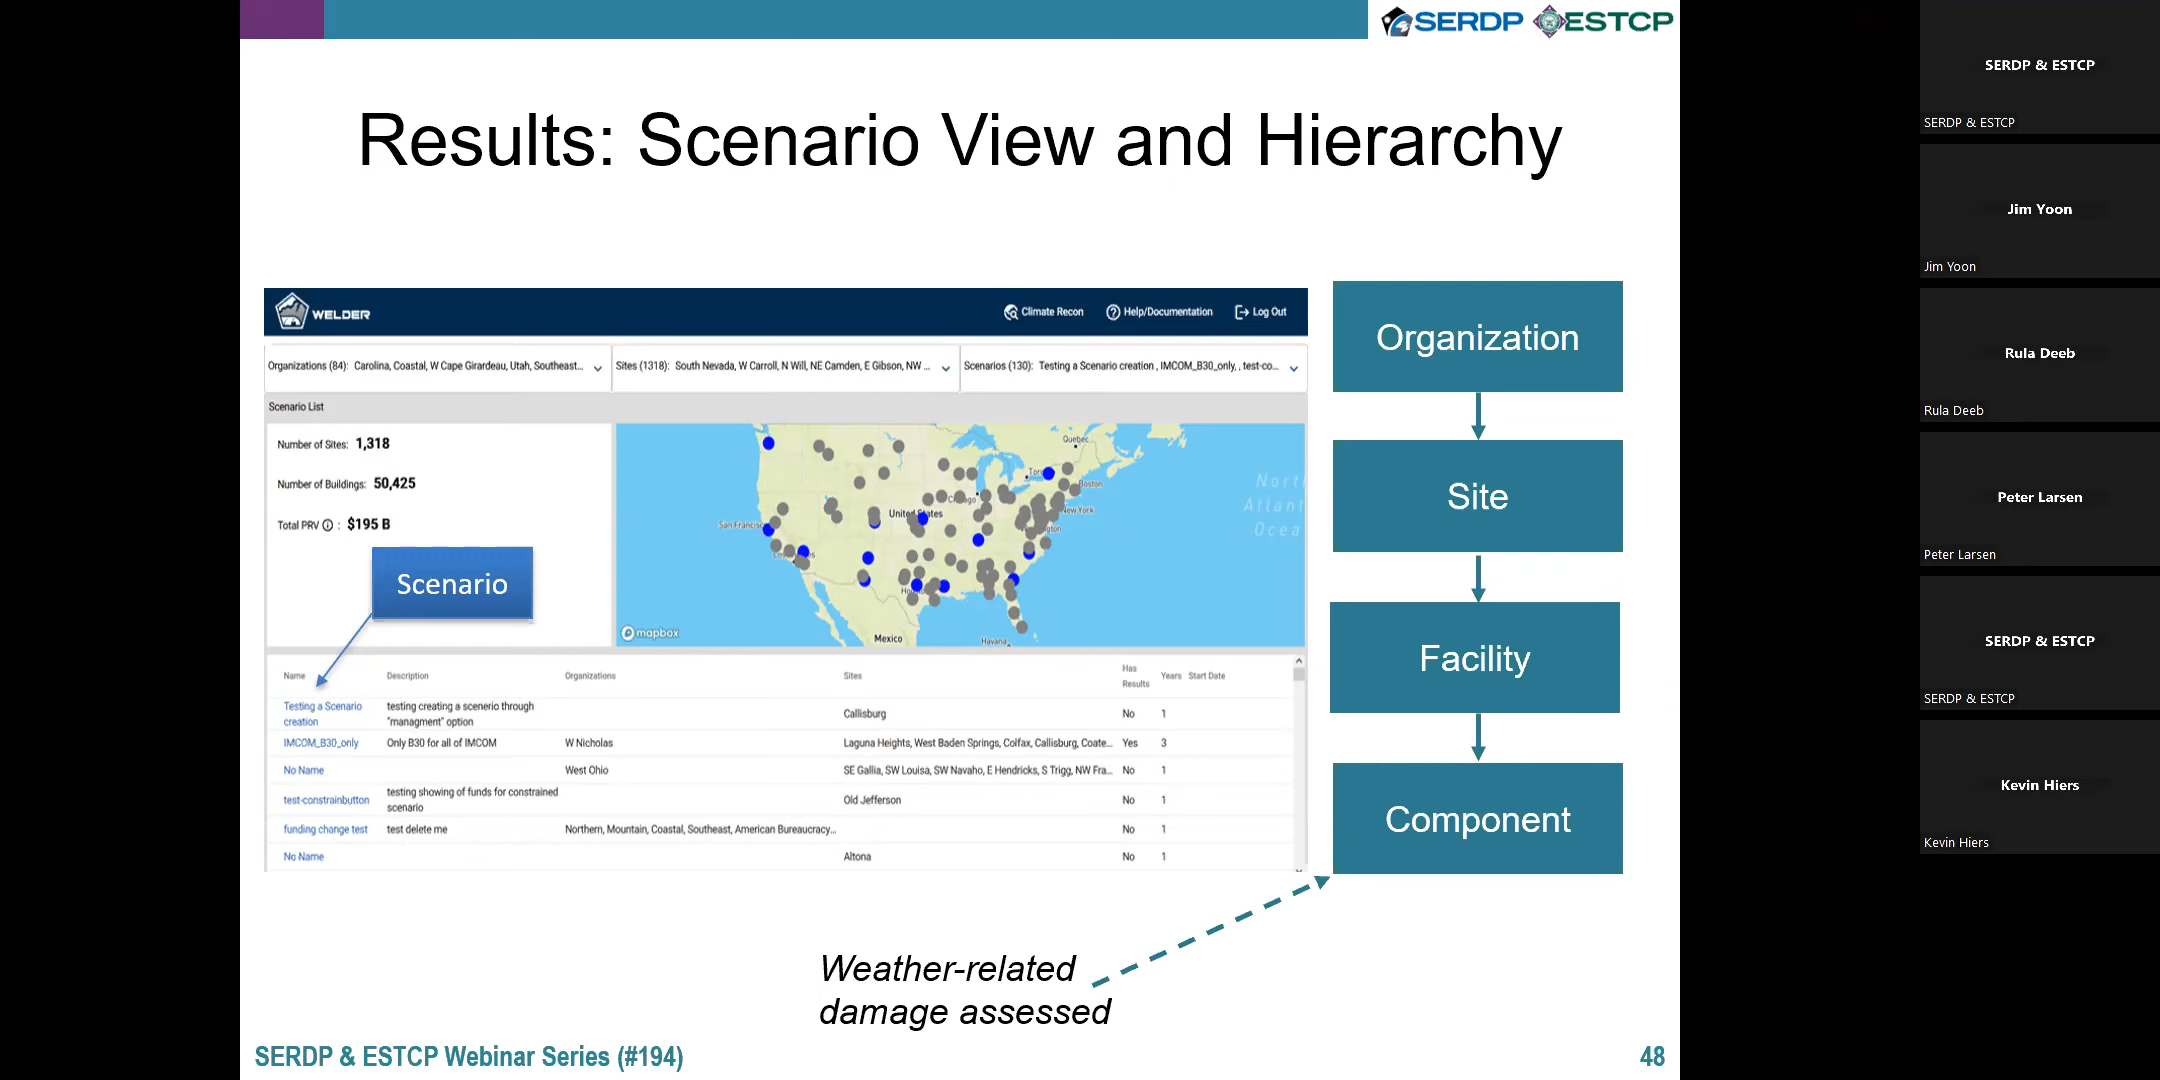 SERDP ESTCP
Results: Scenario View and Hierarchy
WELDER
Climate Recon
Help/Documentation
Log Out
Organizations (84): Carolina, Coastal, W Cape Girardeau, Utah, Southeast...
Sites (1318): South Nevada, W Carroll, N Will, NE Camden, E Gibson, NW ...
Scenarios (130): Testing a Scenario creation , IMCOM_B30_only, , test-co...
Scenario List
Number of Sites: 1,318
Number of Buildings: 50,425
Total PRV : $195 B
Scenario
Quebec
Boston
New York
United States
San Francisc
Mexico
Havana
mapbox
Name Description Organizations Sites Has Results Years Start Date
Testing a Scenario
creation
testing creating a scenerio through
"managment" option
Callisburg
No 1
IMCOM_B30_only Only B30 for all of IMCOM W Nicholas Laguna Heights, West Baden Springs, Colfax, Callisburg, Coate... Yes 3
No Name West Ohio SE Gallia, SW Louisa, SW Navaho, E Hendricks, S Trigg, NW Fra... No 1
test-constrainbutton
testing showing of funds for constrained
scenario
Old Jefferson No 1
funding change test test delete me Northern, Mountain, Coastal, Southeast, American Bureaucracy... No 1
No Name Altona No 1
Organization
Site
Facility
Component
Weather-related
damage assessed
SERDP & ESTCP Webinar Series (#194)
48
SERDP & ESTCP
SERDP & ESTCP
Jim Yoon
Jim Yoon
Rula Deeb
Rula Deeb
Peter Larsen
Peter Larsen
SERDP & ESTCP
SERDP & ESTCP
Kevin Hiers
Kevin Hiers